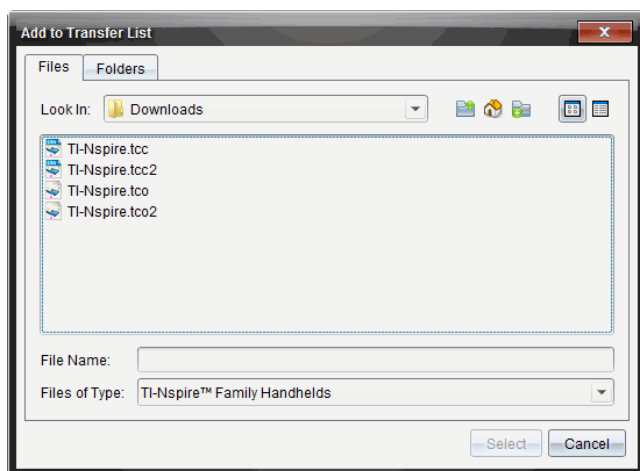 Add to Transfer List
Files Folders
Look In: Downloads
TI-Nspire.tcc
TI-Nspire.tcc2
TI-Nspire.tco
TI-Nspire.tco2
File Name:
Files of Type: TI-Nspire™ Family Handhelds
Select Cancel